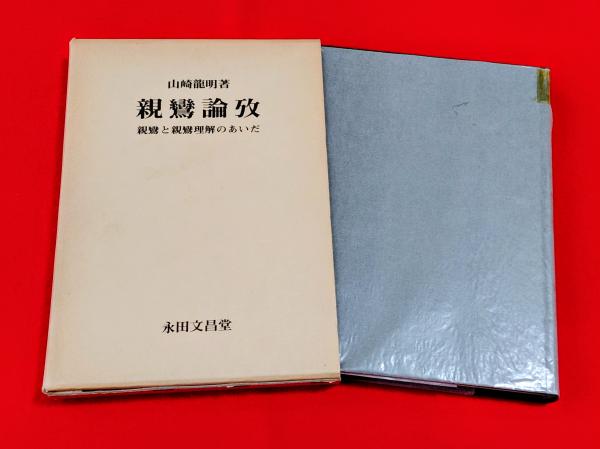 山崎龍明著
親鸞論攷
親鸞と親鸞理解のあいだ
永田文昌堂